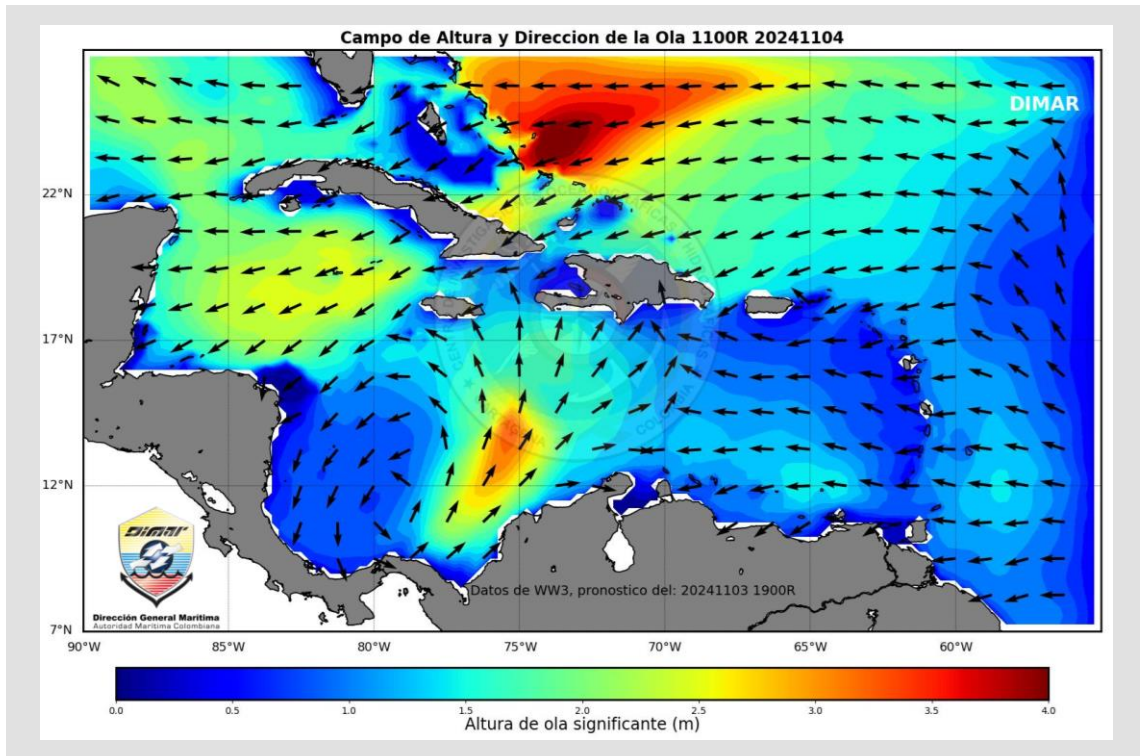 Campo de Altura y Direccion de la Ola 1100R 20241104
DIMAR
22°N
17°N
12°N
7°N
Dimar
Dirección General Marítima
Autoridad Marítima Colombiana
Datos de WW3, pronostico del: 20241103 1900R
90°W 85°W 80°W 75°W 70°W 65°W 60°W
0.0 0.5 1.0 1.5 2.0 2.5 3.0 3.5 4.0
Altura de ola significante (m)